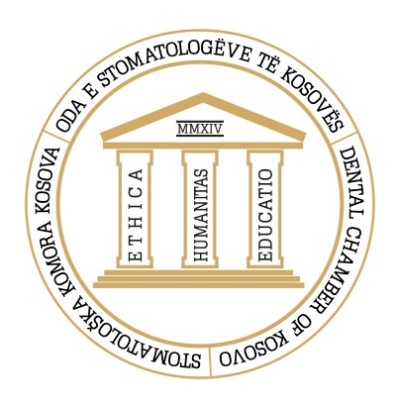 ODA E STOMATOLOGËVE TË KOSOVËS
DENTAL CHAMBER OF KOSOVO
STOMATOLOŠKA KOMORA KOSOVA
MMXIV
ETHICA
HUMANITAS
EDUCATIO